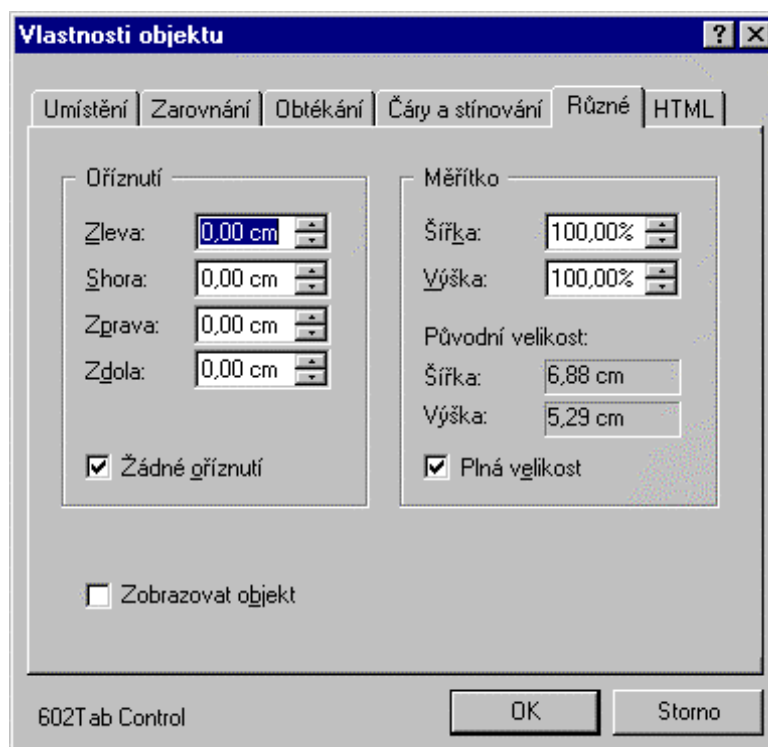 Vlastnosti objektu
Umístění Zarovnání Obtékání Čáry a stínování Různé HTML
Oříznutí
Zleva: 0,00 cm
Shora: 0,00 cm
Zprava: 0,00 cm
Zdola: 0,00 cm
Žádné oříznutí
Měřítko
Šířka: 100,00%
Výška: 100,00%
Původní velikost:
Šířka: 6,88 cm
Výška: 5,29 cm
Plná velikost
Zobrazovat objekt
602Tab Control OK Storno